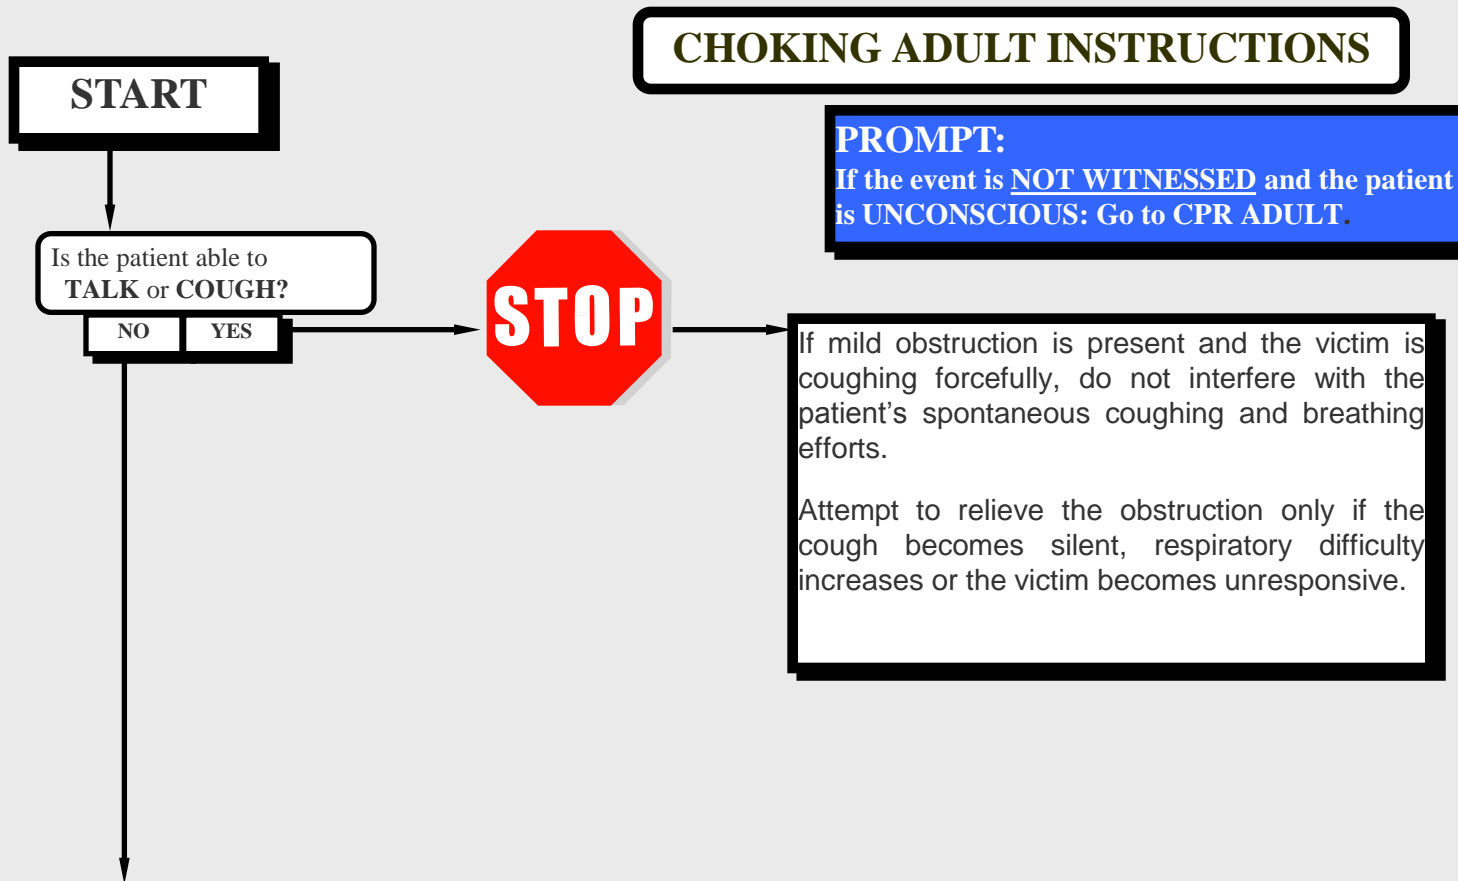 CHOKING ADULT INSTRUCTIONS
START
PROMPT:
If the event is NOT WITNESSED and the patient
is UNCONSCIOUS: Go to CPR ADULT.
Is the patient able to
TALK or COUGH?
NO YES
STOP
If mild obstruction is present and the victim is
coughing forcefully, do not interfere with the
patient's spontaneous coughing and breathing
efforts.
Attempt to relieve the obstruction only if the
cough becomes silent, respiratory difficulty
increases or the victim becomes unresponsive.